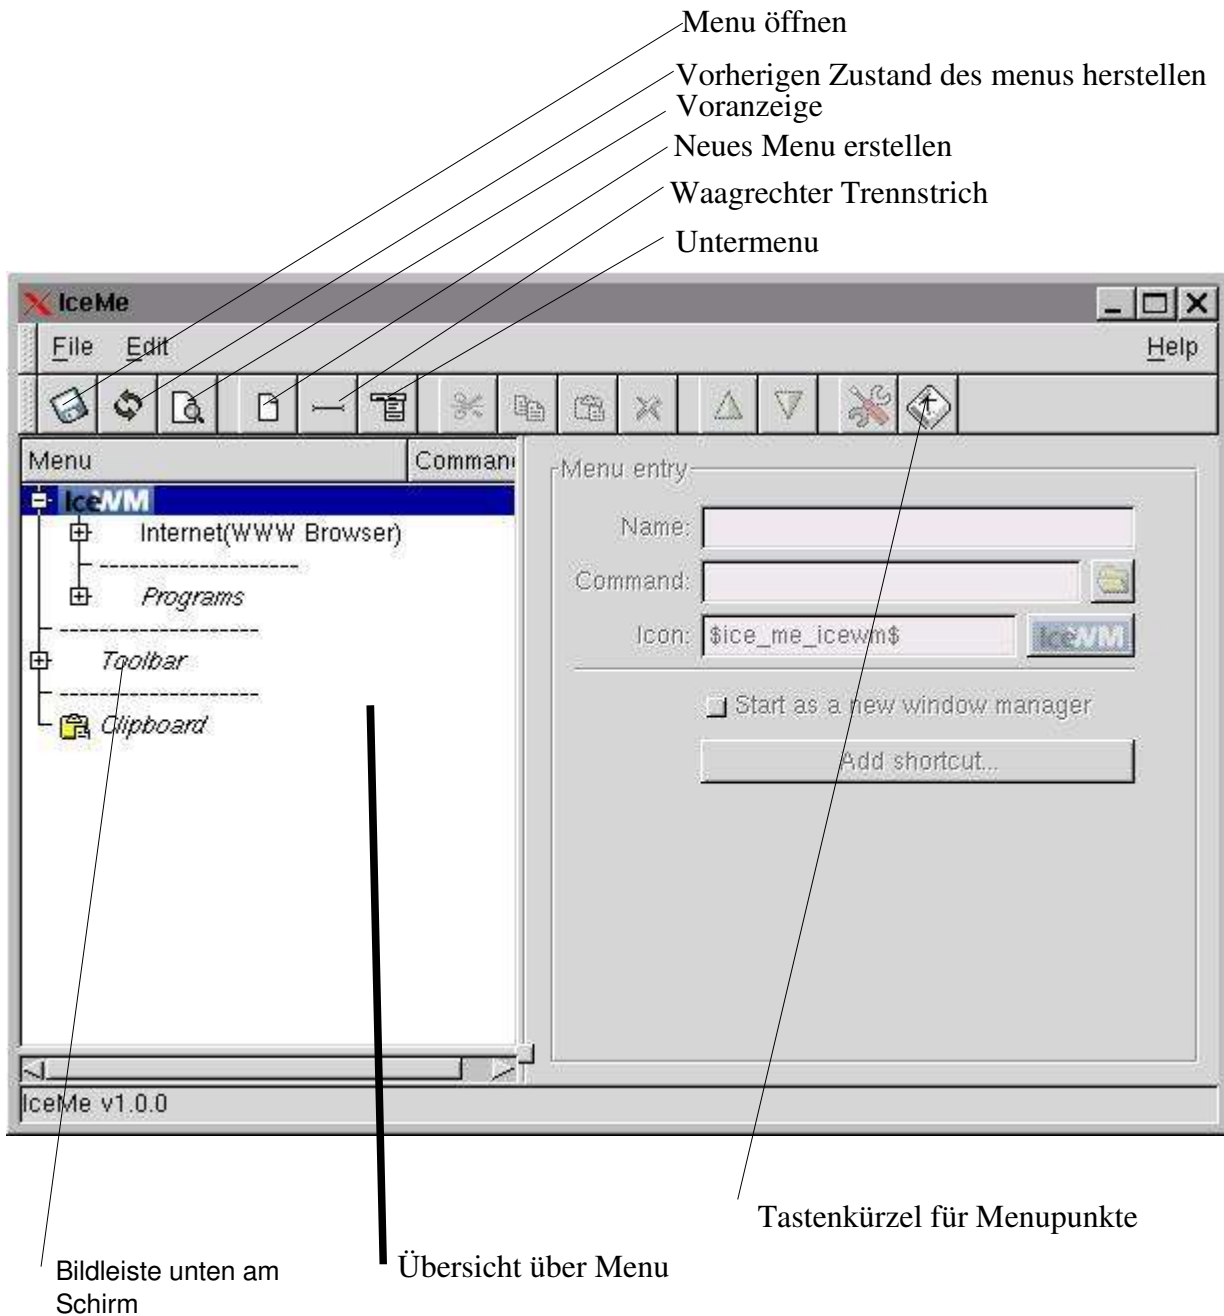 Menu öffnen
Vorherigen Zustand des menus herstellen
Voranzeige
Neues Menu erstellen
Waagrechter Trennstrich
Untermenu
IceMe
File Edit Help
Menu Comman
IceWM
Internet(WWW Browser)
Programs
Toolbar
Clipboard
Menu entry
Name:
Command:
Icon: $ice_me_icewm$ IceWM
Start as a new window manager
Add shortcut...
IceMe v1.0.0
Tastenkürzel für Menupunkte
Übersicht über Menu
Bildleiste unten am
Schirm